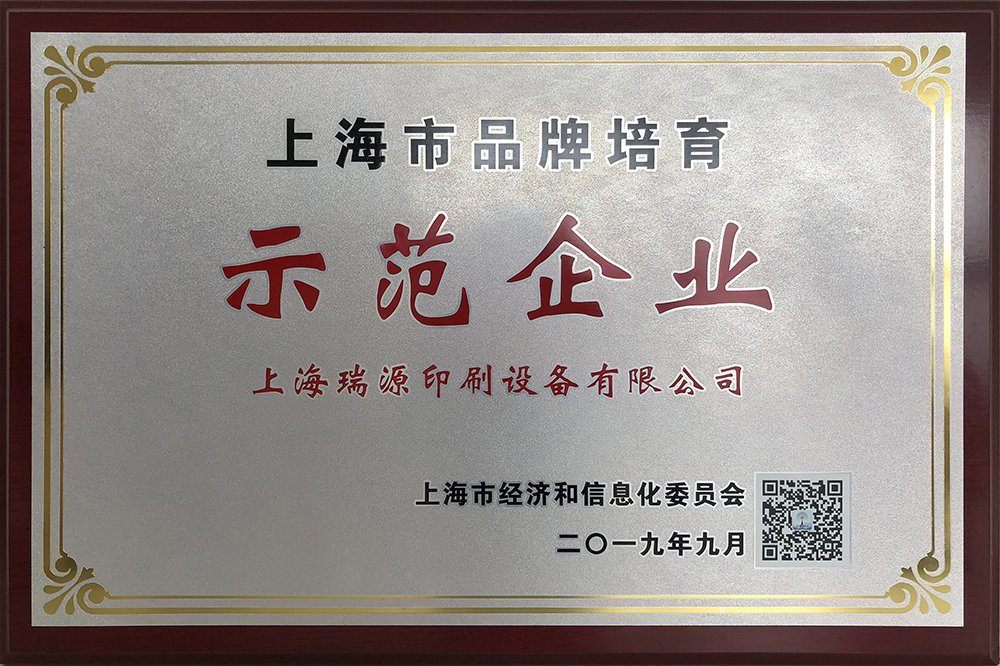 上海市品牌培育
示范企业
上海瑞源印刷设备有限公司
上海市经济和信息化委员会
二〇一九年九月